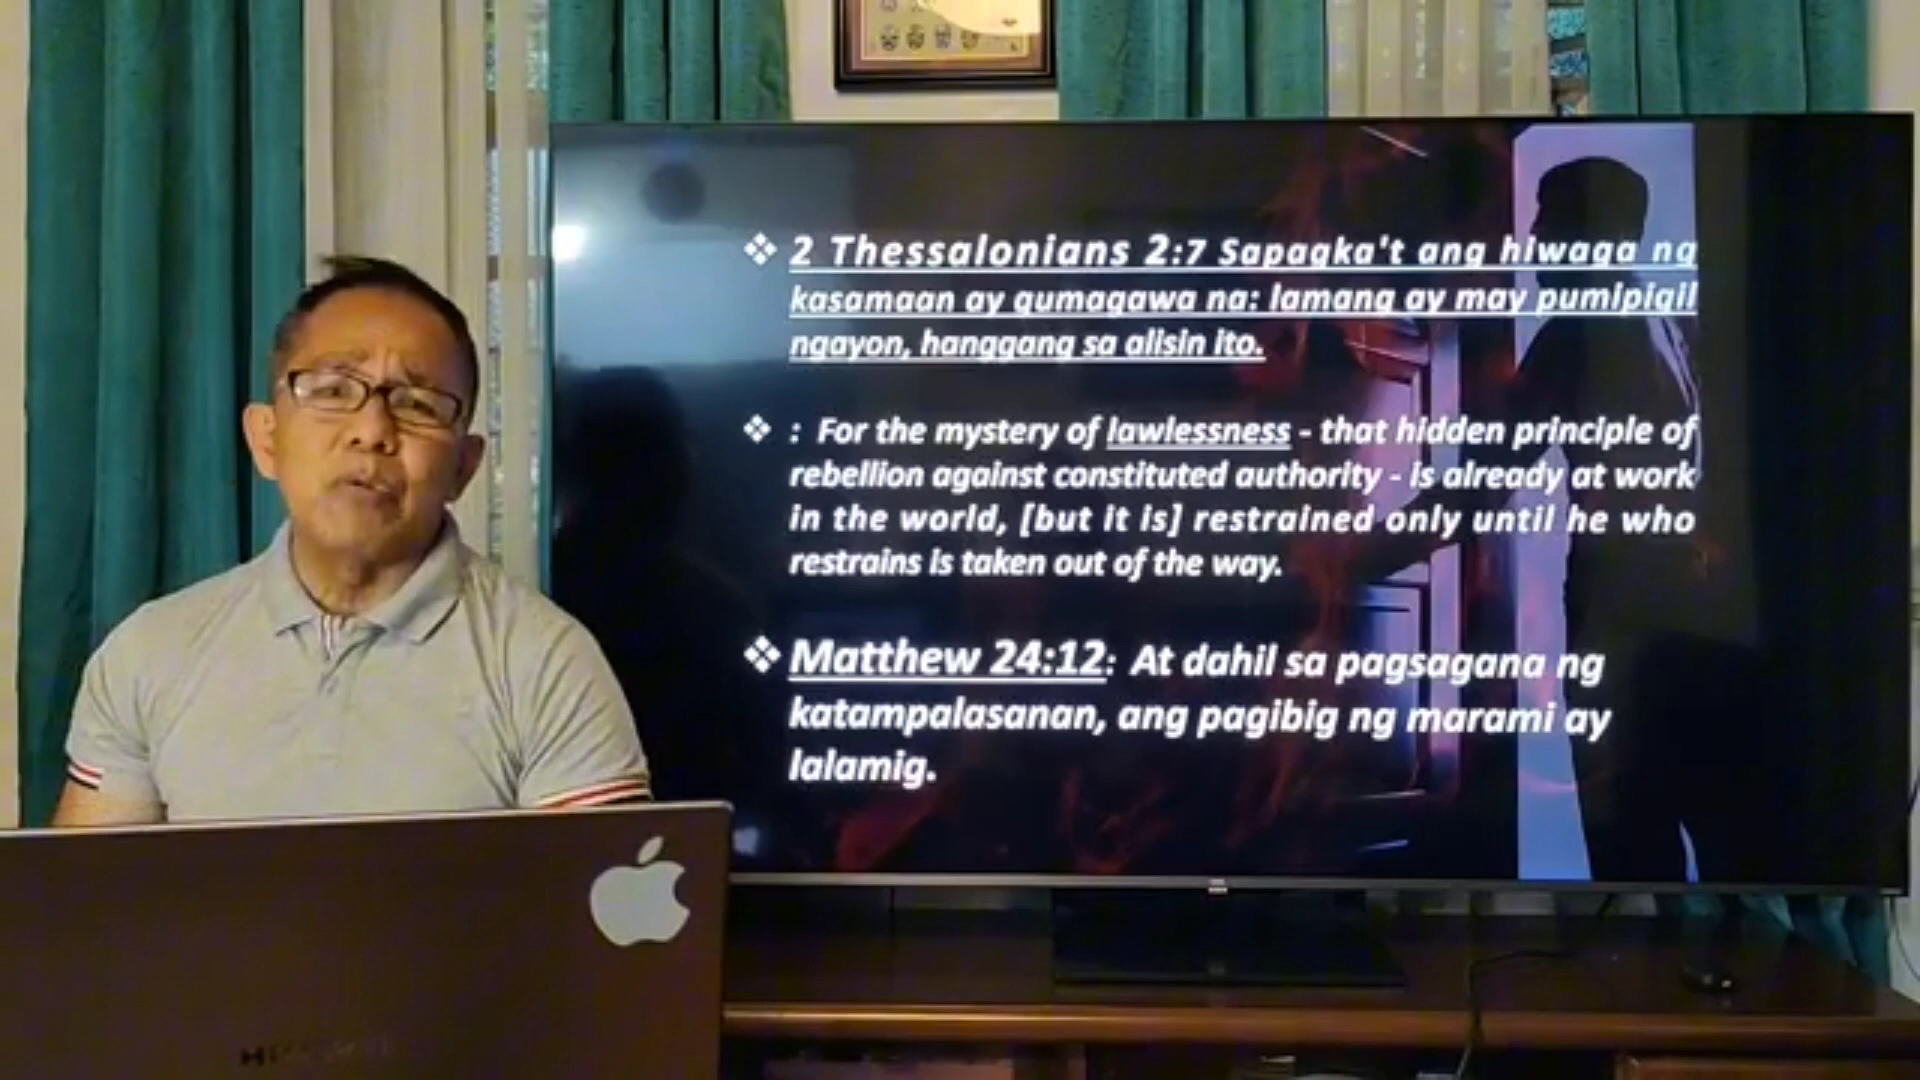 ❖ 2 Thessalonians 2:7 Sapagka't ang hiwaga ng
kasamaan ay gumagawa na: lamang ay may pumipigil
ngayon, hanggang sa alisin ito.
❖ : For the mystery of lawlessness - that hidden principle of
rebellion against constituted authority - is already at work
in the world, [but it is] restrained only until he who
restrains is taken out of the way.
❖ Matthew 24:12: At dahil sa pagsagana ng
katampalasanan, ang pagibig ng marami ay
lalamig.